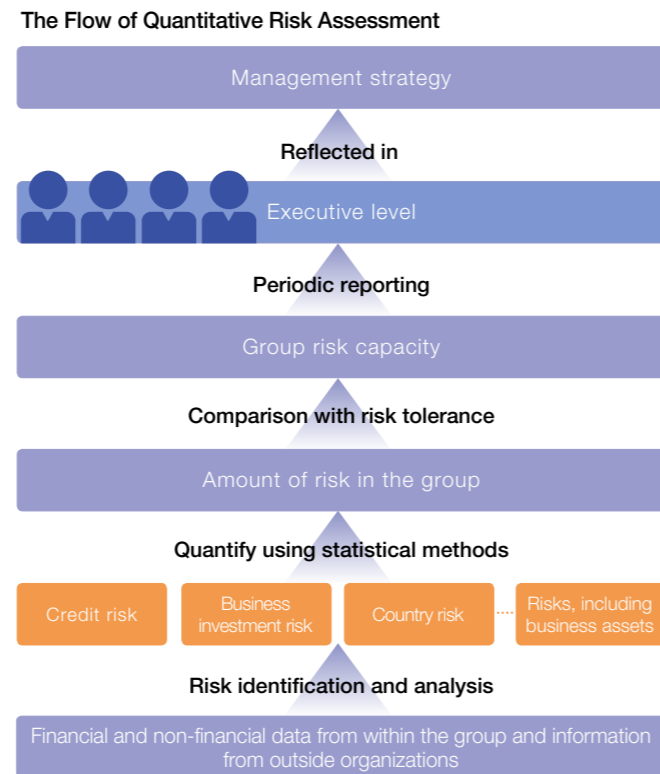 The Flow of Quantitative Risk Assessment
Management strategy
Reflected in
Executive level
Periodic reporting
Group risk capacity
Comparison with risk tolerance
Amount of risk in the group
Quantify using statistical methods
Credit risk
Business
investment risk
Country risk
Risks, including
business assets
Risk identification and analysis
Financial and non-financial data from within the group and information
from outside organizations